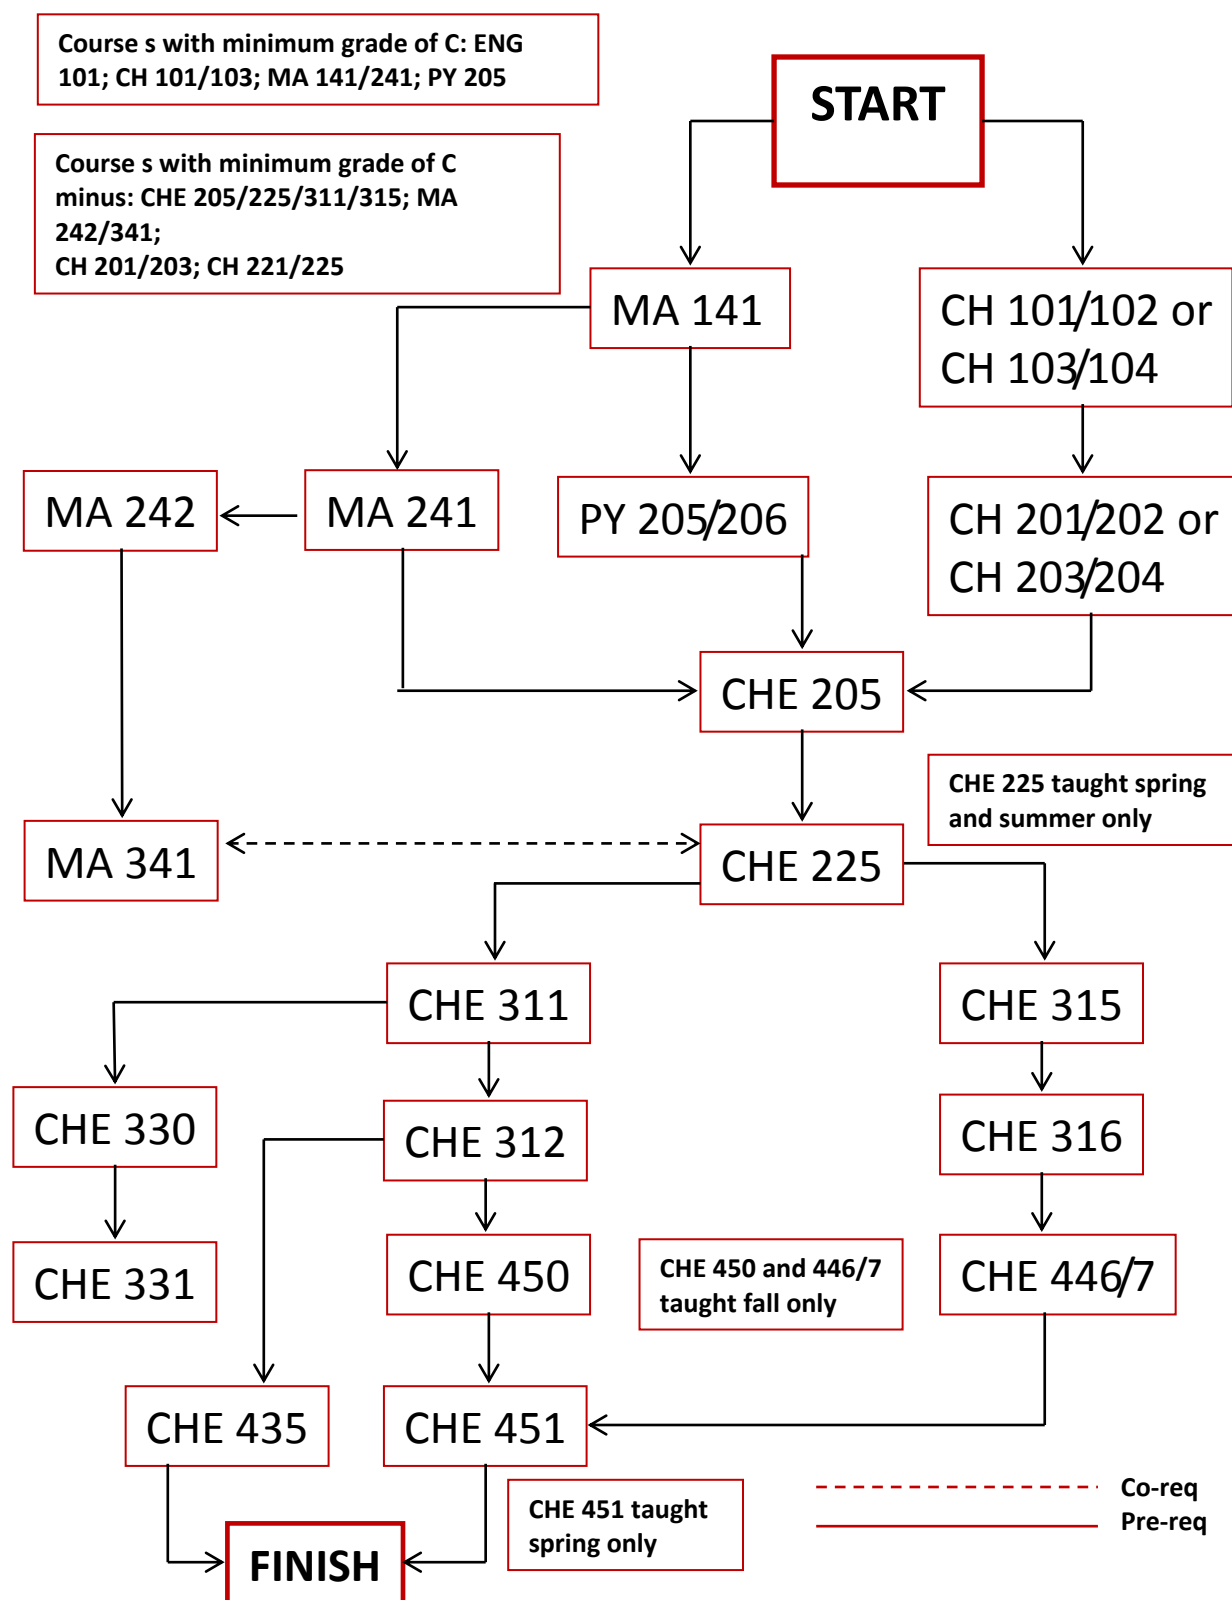 Course s with minimum grade of C: ENG
101; CH 101/103; MA 141/241; PY 205
START
Course s with minimum grade of C
minus: CHE 205/225/311/315; MA
242/341;
CH 201/203; CH 221/225
MA 141
CH 101/102 or
CH 103/104
MA 242
MA 241
PY 205/206
CH 201/202 or
CH 203/204
CHE 205
CHE 225 taught spring
and summer only
MA 341
CHE 225
CHE 311
CHE 315
CHE 330
CHE 312
CHE 316
CHE 331
CHE 450
CHE 450 and 446/7
taught fall only
CHE 446/7
CHE 435
CHE 451
CHE 451 taught
spring only
Co-req
Pre-req
FINISH